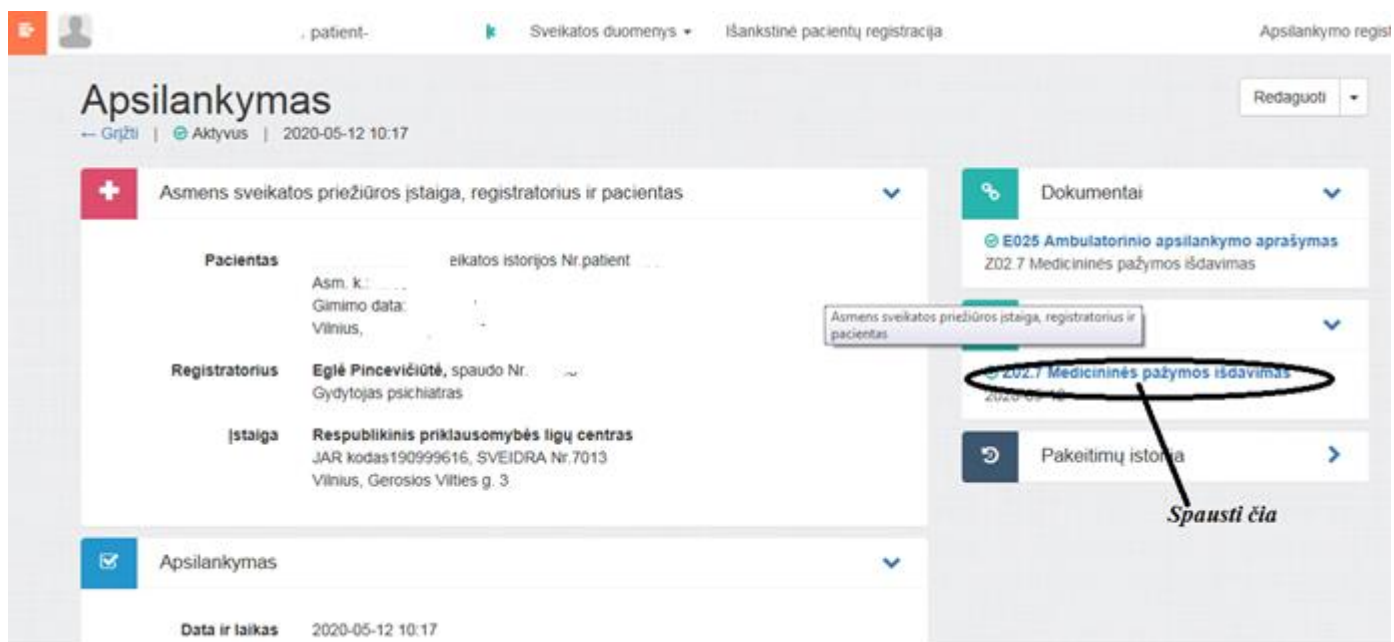 , patient-
Sveikatos duomenys
Išankstinė pacientų registracija
Apsilankymo regist
Apsilankymas
Redaguoti
← Grįžti | Aktyvus | 2020-05-12 10:17
Asmens sveikatos priežiūros įstaiga, registratorius ir pacientas
Pacientas
eikatos istorijos Nr.patient
Asm. k.:
Gimimo data:
Vilnius,
Registratorius
Eglė Pincevičiūtė, spaudo Nr.
Gydytojas psichiatras
Įstaiga
Respublikinis priklausomybės ligų centras
JAR kodas190999616, SVEIDRA Nr.7013
Vilnius, Gerosios Vilties g. 3
Apsilankymas
Data ir laikas
2020-05-12 10:17
Dokumentai
E025 Ambulatorinio apsilankymo aprašymas
Z02.7 Medicininės pažymos išdavimas
Asmens sveikatos priežiūros įstaiga, registratorius ir
pacientas
Z02.7 Medicininės pažymos išdavimas
2020-05-12
Pakeitimų istorija
Spausti čia